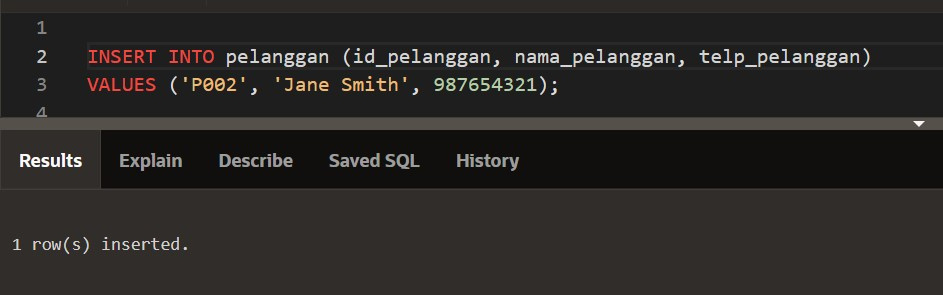 1
2 INSERT INTO pelanggan (id_pelanggan, nama_pelanggan, telp_pelanggan)
3 VALUES ('P002', 'Jane Smith', 987654321);
4
Results Explain Describe Saved SQL History
1 row(s) inserted.